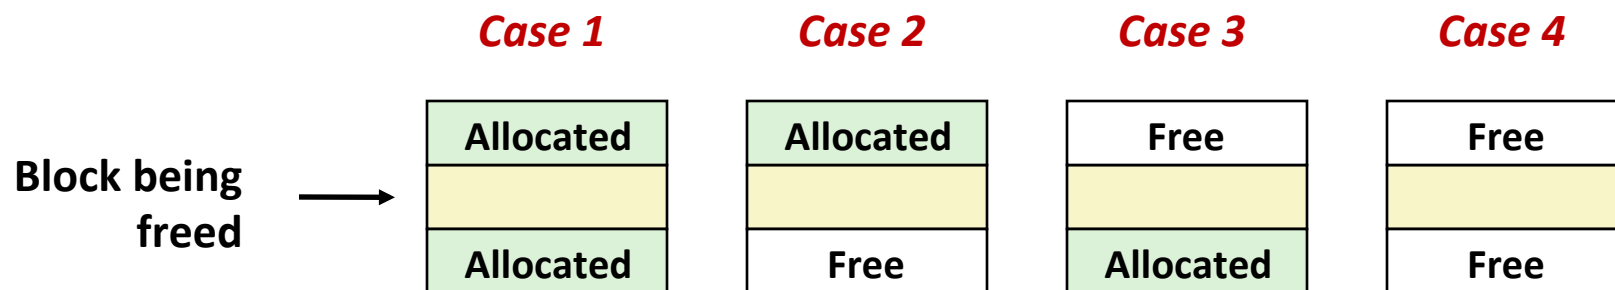 Case 1 Case 2 Case 3 Case 4
Allocated Allocated Free Free
Block being
freed
Allocated Free Allocated Free